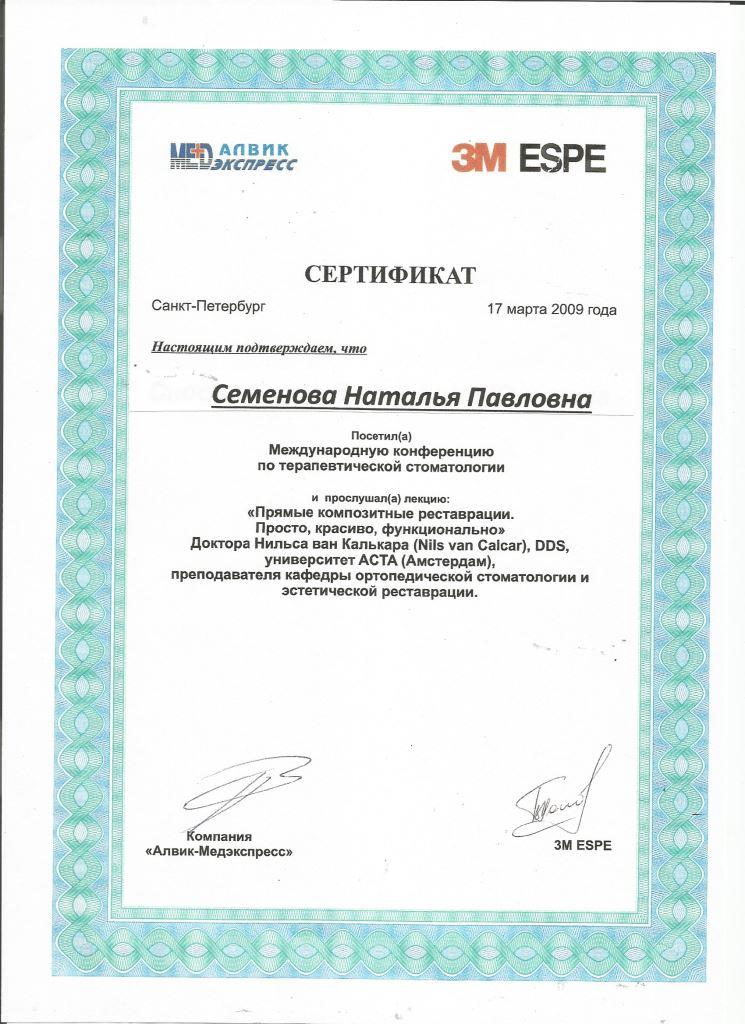 МЕD АЛВИК
ЭКСПРЕСС
3M ESPE
СЕРТИФИКАТ
Санкт-Петербург
17 марта 2009 года
Настоящим подтверждаем, что
Семенова Наталья Павловна
Посетил(а)
Международную конференцию
по терапевтической стоматологии
и прослушал(а) лекцию:
«Прямые композитные реставрации.
Просто, красиво, функционально»
Доктора Нильса ван Калькара (Nils van Calcar), DDS,
университет АСТА (Амстердам),
преподавателя кафедры ортопедической стоматологии и
эстетической реставрации.
Компания
«Алвик-Медэкспресс»
3M ESPE